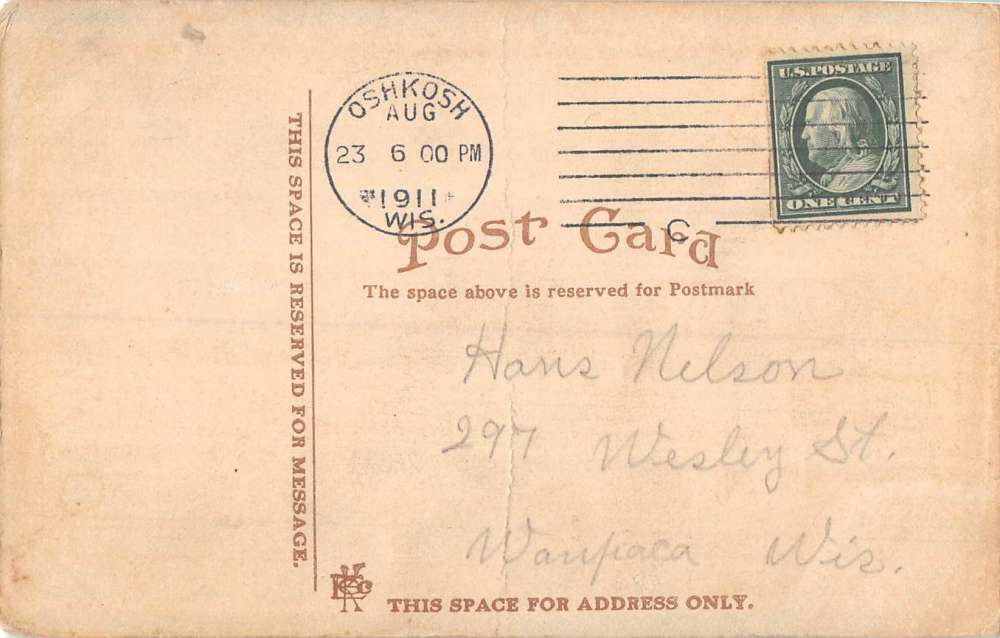 OSHKOSH
AUG
23 6 00 PM
1911
WIS.
U.S. POSTAGE
ONE CENT
C
Post Card
The space above is reserved for Postmark
THIS SPACE IS RESERVED FOR MESSAGE.
Hans Nelson
297 Wesley St.
Waupaca Wis.
THIS SPACE FOR ADDRESS ONLY.